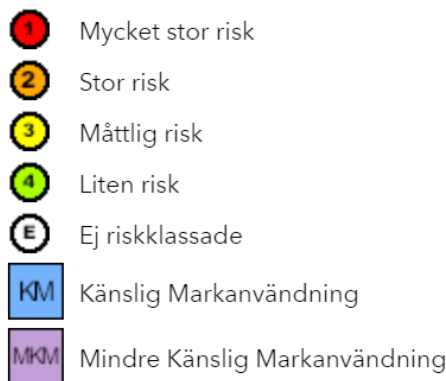 1 Mycket stor risk
2 Stor risk
3 Måttlig risk
4 Liten risk
E Ej riskklassade
KM Känslig Markanvändning
MKM Mindre Känslig Markanvändning